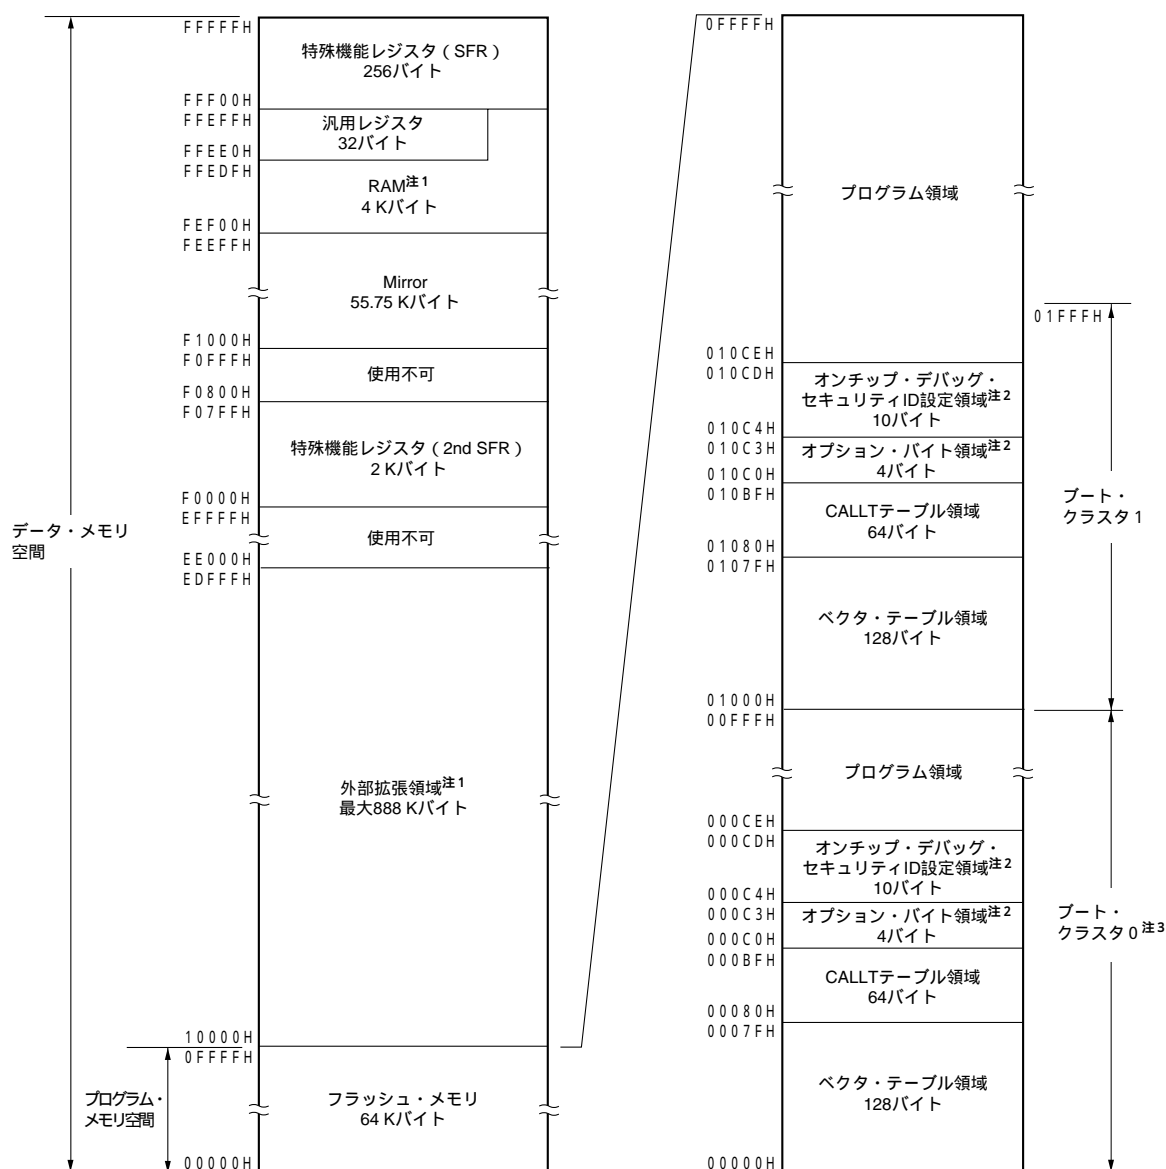 FFFFFH
特殊機能レジスタ（SFR）
256バイト
FFF00H
FFEFFH
汎用レジスタ
32バイト
FFEE0H
FFEDFH
RAM注1
4 Kバイト
FEF00H
FEEFFH
Mirror
55.75 Kバイト
F1000H
F0FFFH
使用不可
F0800H
F07FFH
特殊機能レジスタ（2nd SFR）
2 Kバイト
F0000H
EFFFFH
使用不可
EE000H
EDFFFH
データ・メモリ
空間
外部拡張領域注1
最大888 Kバイト
10000H
0FFFFH
プログラム・
メモリ空間
フラッシュ・メモリ
64 Kバイト
00000H
0FFFFH
プログラム領域
01FFFH
010CEH
010CDH
オンチップ・デバッグ・
セキュリティID設定領域注2
10バイト
010C4H
010C3H
オプション・バイト領域注2
4バイト
010C0H
010BFH
CALLTテーブル領域
64バイト
ブート・
クラスタ1
01080H
0107FH
ベクタ・テーブル領域
128バイト
01000H
00FFFH
プログラム領域
000CEH
000CDH
オンチップ・デバッグ・
セキュリティID設定領域注2
10バイト
000C4H
000C3H
オプション・バイト領域注2
4バイト
ブート・
クラスタ0注3
000C0H
000BFH
CALLTテーブル領域
64バイト
00080H
0007FH
ベクタ・テーブル領域
128バイト
00000H